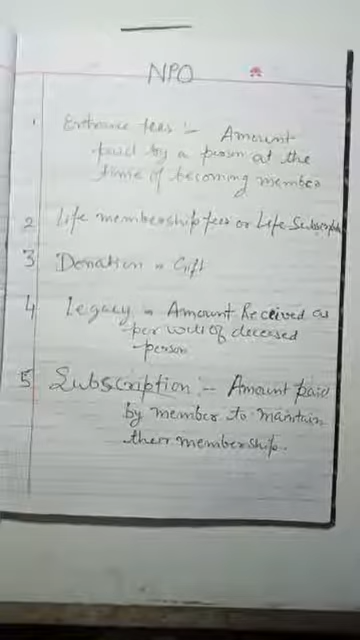 NPO
1 Entrance fees :- Amount
paid by a person at the
time of becoming member
2 Life membership fees or Life Subscript
3 Donation = Gift
4 Legacy = Amount Received as
per will of deceased
person
5 Subscription :- Amount paid
by member to maintain
their membership.